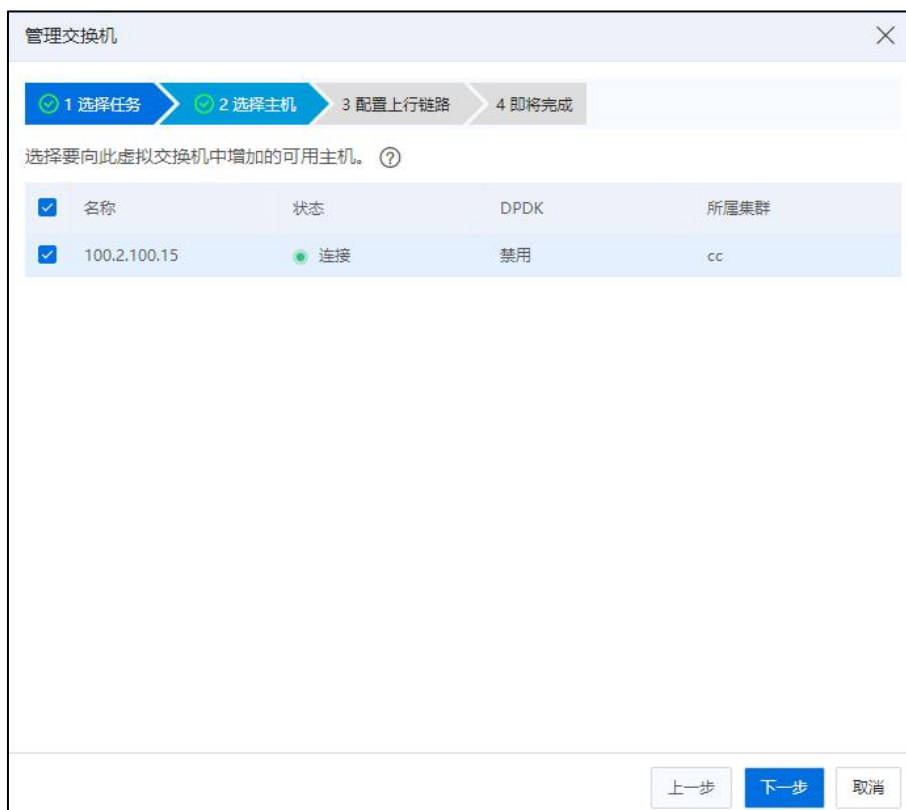 管理交换机
1 选择任务 2 选择主机 3 配置上行链路 4 即将完成
选择要向此虚拟交换机中增加的可用主机。 ?
名称 状态 DPDK 所属集群
100.2.100.15 连接 禁用 cc
上一步 下一步 取消